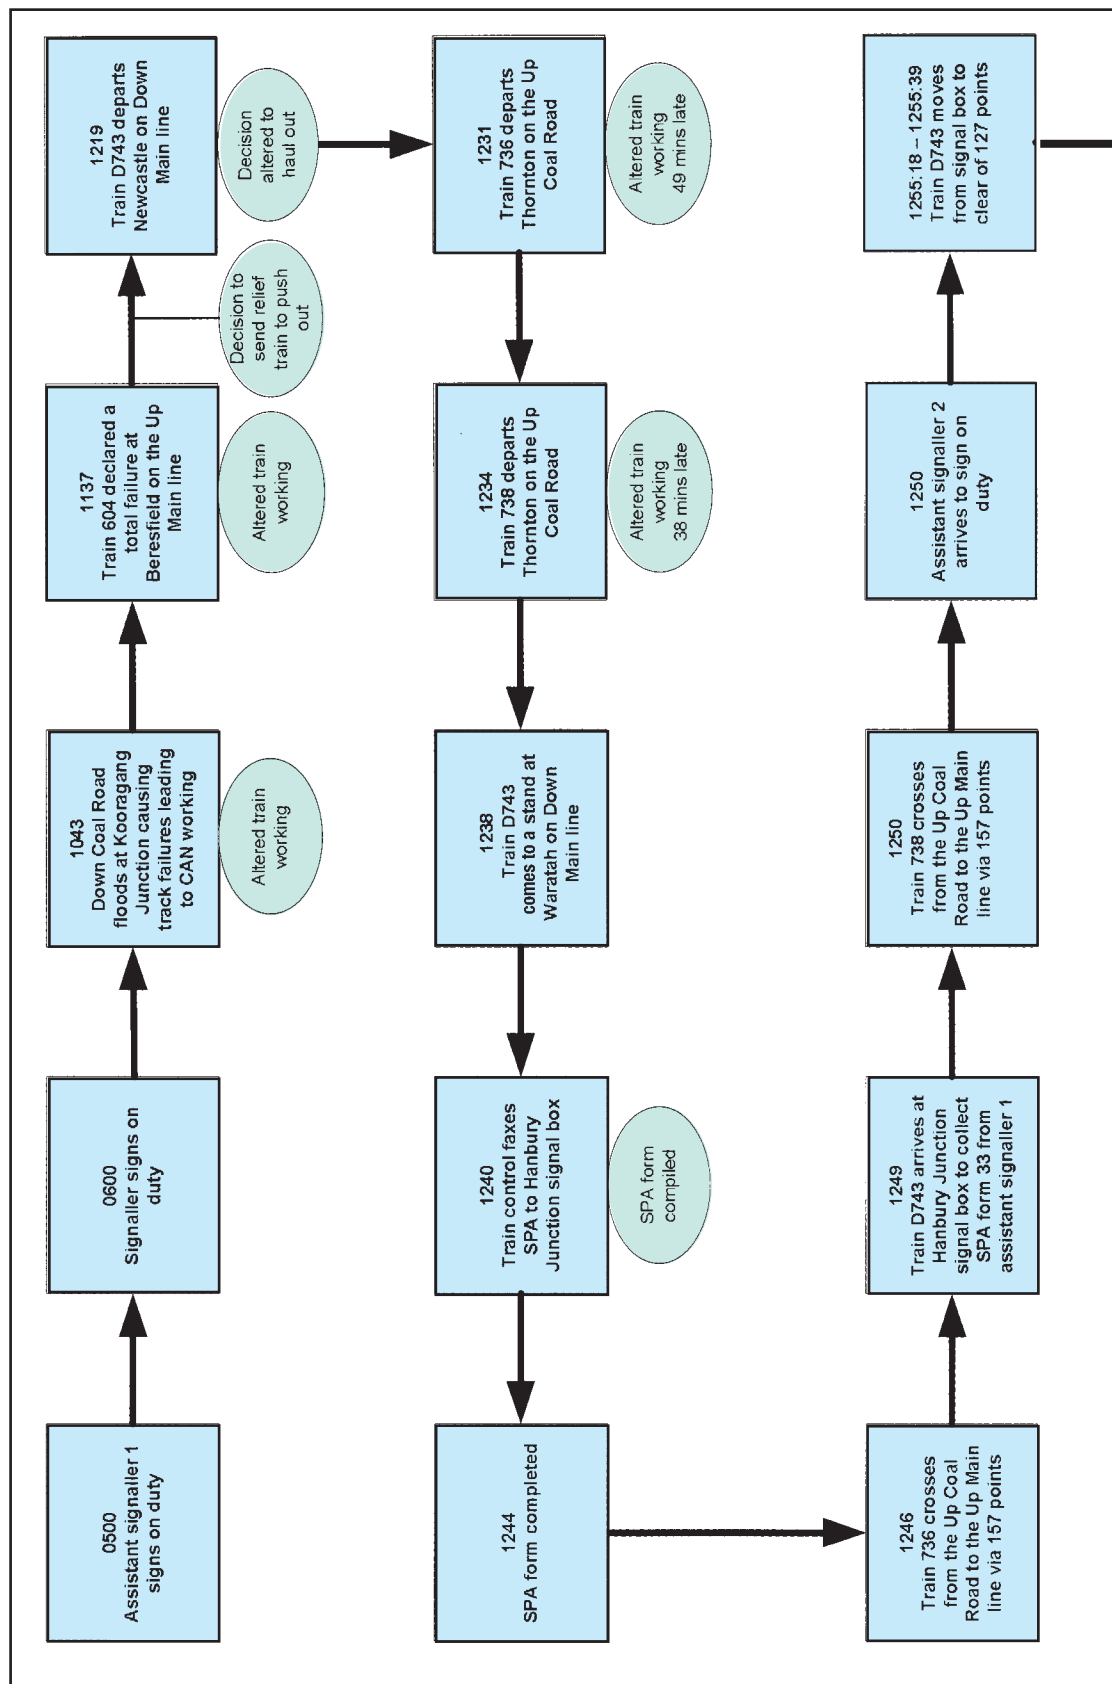 0500
Assistant signaller 1
signs on duty
0600
Signaller signs on
duty
1043
Down Coal Road
floods at Kooragang
Junction causing
track failures leading
to CAN working
Altered train
working
1137
Train 604 declared a
total failure at
Beresfield on the Up
Main line
Altered train
working
Decision to
send relief
train to push
out
1219
Train D743 departs
Newcastle on Down
Main line
Decision
altered to
haul out
1231
Train 736 departs
Thornton on the Up
Coal Road
Altered train
working
49 mins late
1234
Train 738 departs
Thornton on the Up
Coal Road
Altered train
working
38 mins late
1238
Train D743
comes to a stand at
Waratah on Down
Main line
1240
Train control faxes
SPA to Hanbury
Junction signal box
SPA form
compiled
1244
SPA form completed
1246
Train 736 crosses
from the Up Coal
Road to the Up Main
line via 157 points
1249
Train D743 arrives at
Hanbury Junction
signal box to collect
SPA form 33 from
assistant signaller 1
1250
Train 738 crosses
from the Up Coal
Road to the Up Main
line via 157 points
1250
Assistant signaller 2
arrives to sign on
duty
1255:18 – 1255:39
Train D743 moves
from signal box to
clear of 127 points